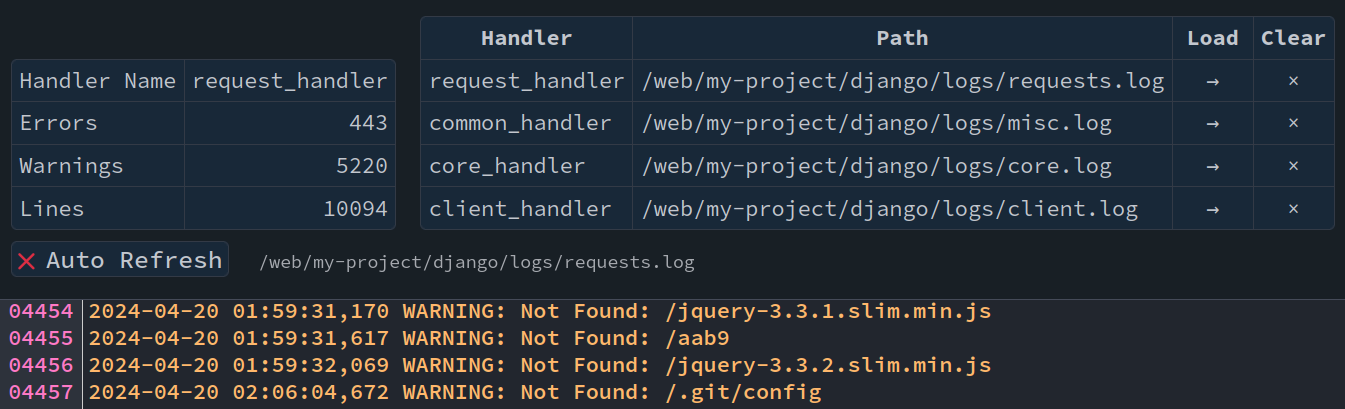 Handler Path Load Clear
Handler Name request_handler
Errors 443
Warnings 5220
Lines 10094
request_handler /web/my-project/django/logs/requests.log → ×
common_handler /web/my-project/django/logs/misc.log → ×
core_handler /web/my-project/django/logs/core.log → ×
client_handler /web/my-project/django/logs/client.log → ×
❌ Auto Refresh /web/my-project/django/logs/requests.log
04454 2024-04-20 01:59:31,170 WARNING: Not Found: /jquery-3.3.1.slim.min.js
04455 2024-04-20 01:59:31,617 WARNING: Not Found: /aab9
04456 2024-04-20 01:59:32,069 WARNING: Not Found: /jquery-3.3.2.slim.min.js
04457 2024-04-20 02:06:04,672 WARNING: Not Found: /.git/config